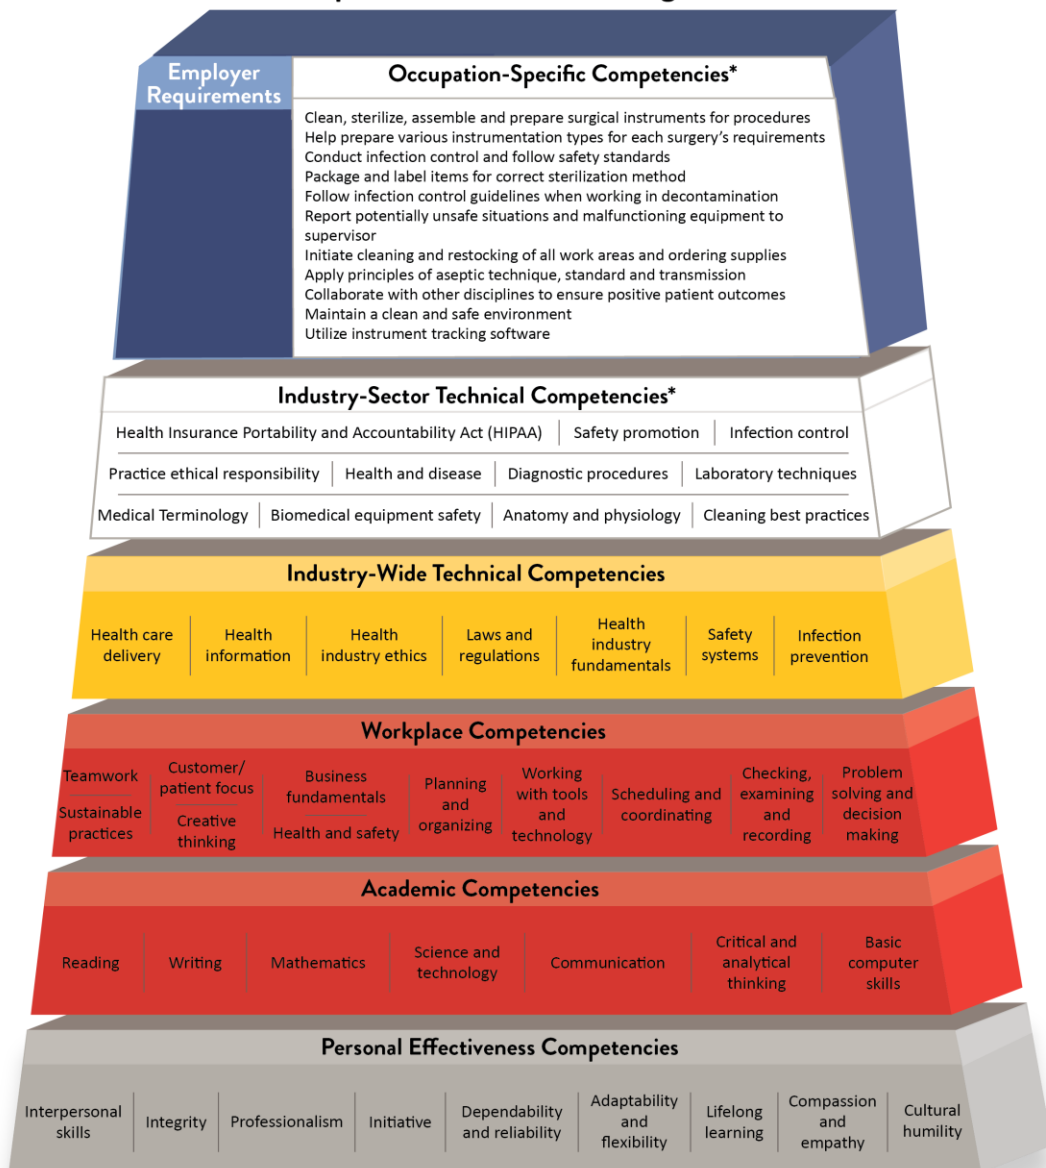 Employer
Requirements
Occupation-Specific Competencies*
Clean, sterilize, assemble and prepare surgical instruments for procedures
Help prepare various instrumentation types for each surgery’s requirements
Conduct infection control and follow safety standards
Package and label items for correct sterilization method
Follow infection control guidelines when working in decontamination
Report potentially unsafe situations and malfunctioning equipment to
supervisor
Initiate cleaning and restocking of all work areas and ordering supplies
Apply principles of aseptic technique, standard and transmission
Collaborate with other disciplines to ensure positive patient outcomes
Maintain a clean and safe environment
Utilize instrument tracking software
Industry-Sector Technical Competencies*
Health Insurance Portability and Accountability Act (HIPAA)
Safety promotion
Infection control
Practice ethical responsibility
Health and disease
Diagnostic procedures
Laboratory techniques
Medical Terminology
Biomedical equipment safety
Anatomy and physiology
Cleaning best practices
Industry-Wide Technical Competencies
Health care
delivery
Health
information
Health
industry ethics
Laws and
regulations
Health
industry
fundamentals
Safety
systems
Infection
prevention
Workplace Competencies
Teamwork
Sustainable
practices
Customer/
patient focus
Creative
thinking
Business
fundamentals
Health and safety
Planning
and
organizing
Working
with tools
and
technology
Scheduling and
coordinating
Checking,
examining
and
recording
Problem
solving and
decision
making
Academic Competencies
Reading
Writing
Mathematics
Science and
technology
Communication
Critical and
analytical
thinking
Basic
computer
skills
Personal Effectiveness Competencies
Interpersonal
skills
Integrity
Professionalism
Initiative
Dependability
and reliability
Adaptability
and
flexibility
Lifelong
learning
Compassion
and
empathy
Cultural
humility